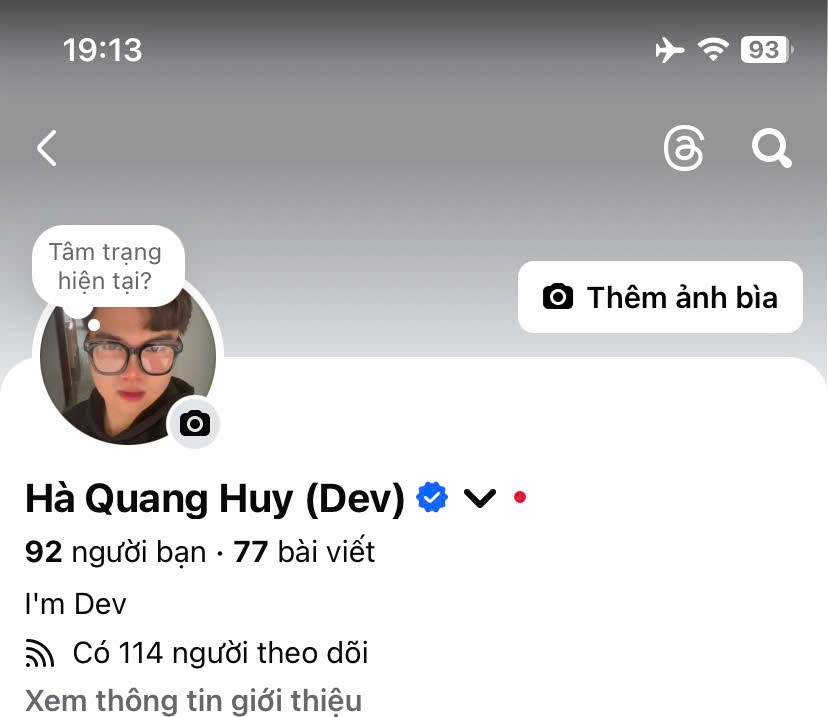 19:13
93
Tâm trạng
hiện tại?
Thêm ảnh bìa
Hà Quang Huy (Dev)
92 người bạn · 77 bài viết
I'm Dev
Có 114 người theo dõi
Xem thông tin giới thiệu